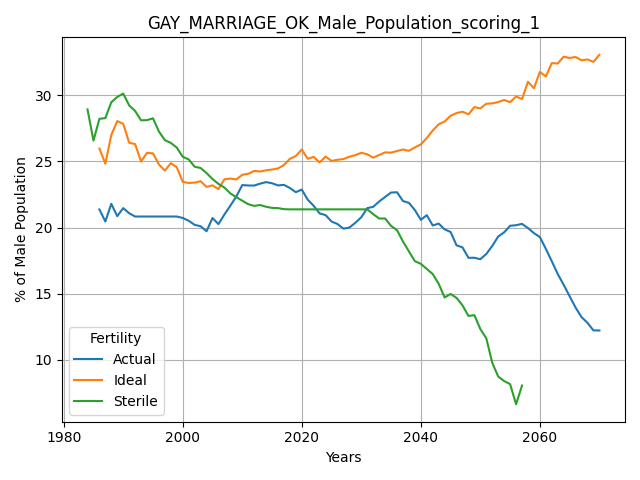 GAY_MARRIAGE_OK_Male_Population_scoring_1
% of Male Population
30
25
20
15
10
Fertility
Actual
Ideal
Sterile
1980
2000
2020
2040
2060
Years